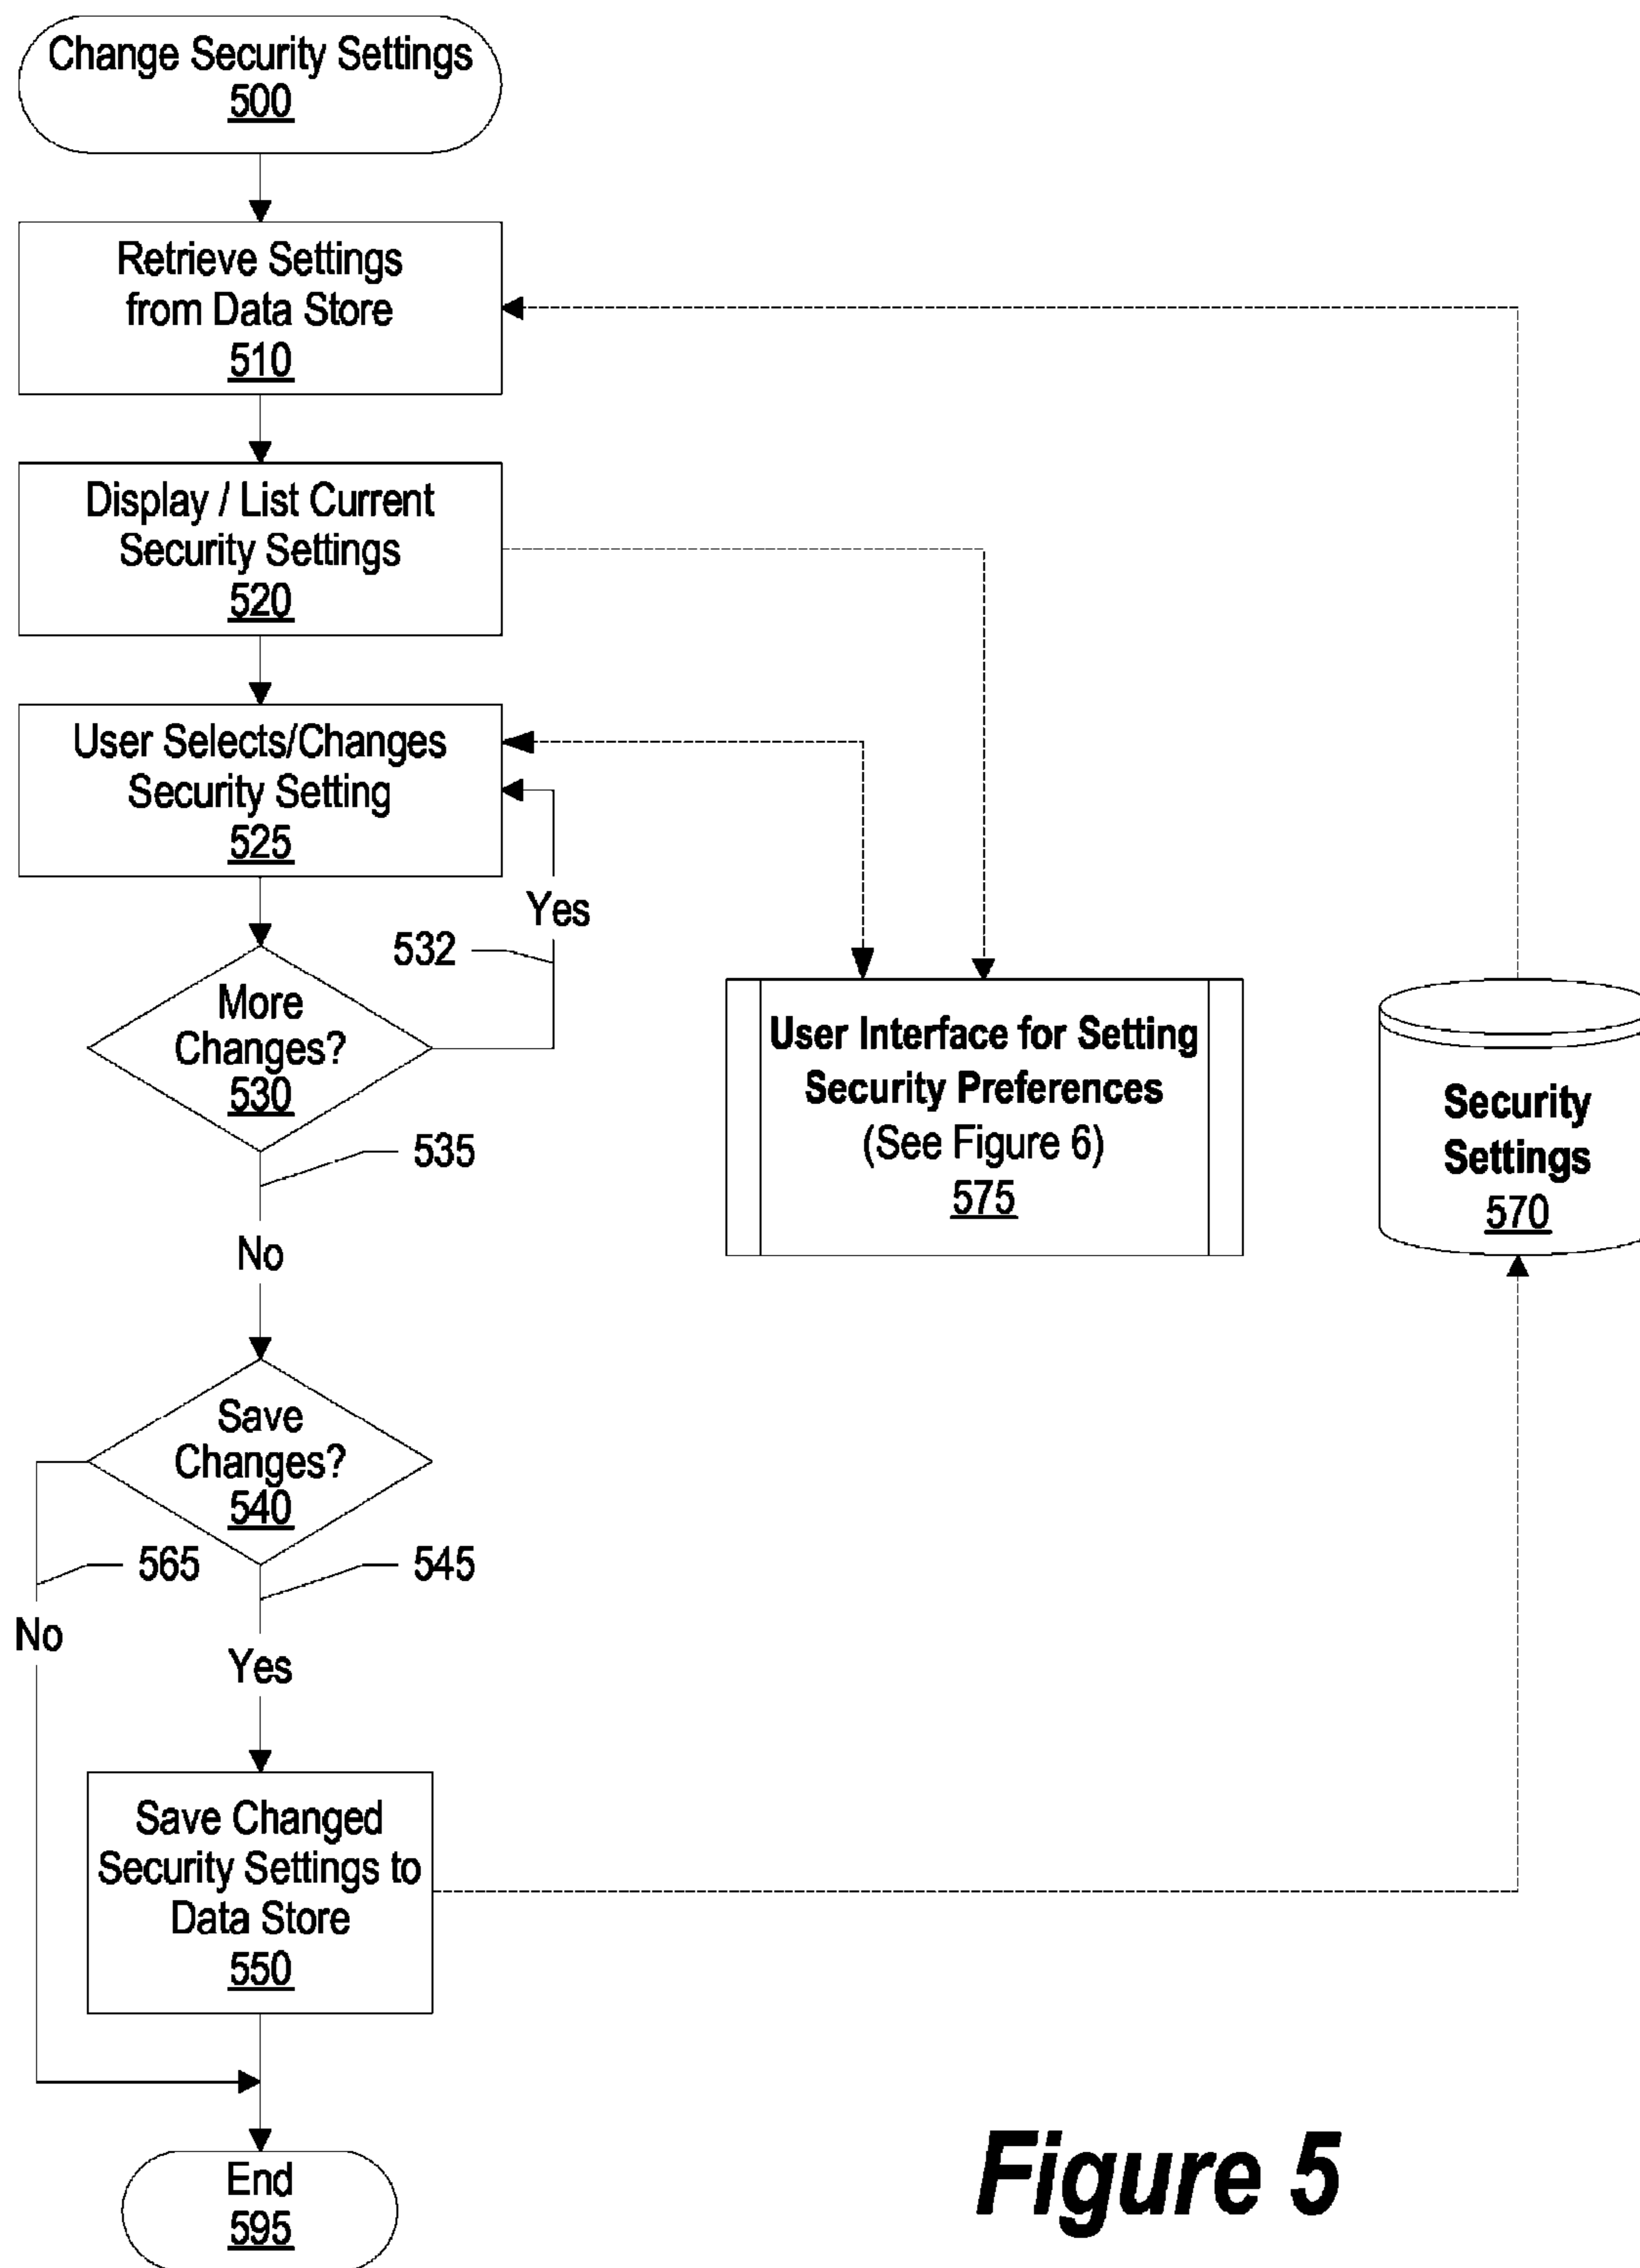 Change Security Settings
500
Retrieve Settings
from Data Store
510
Display / List Current
Security Settings
520
User Selects/Changes
Security Setting
525
Yes
532
More
Changes?
530
535
No
User Interface for Setting
Security Preferences
(See Figure 6)
575
Security
Settings
570
Save
Changes?
540
565
545
No
Yes
Save Changed
Security Settings to
Data Store
550
End
595
Figure 5